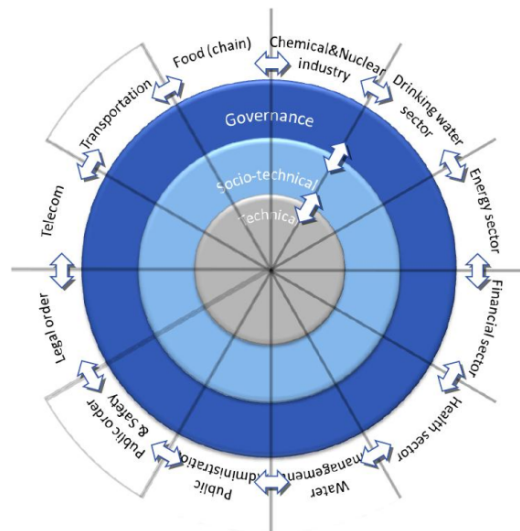 Food (chain)
Chemical&Nuclear
industry
Drinking water
sector
Energy sector
Financial sector
Health sector
Water
management
Public
administration
Public order
& Safety
Legal order
Telecom
Transportation
Governance
Socio-technical
Technical